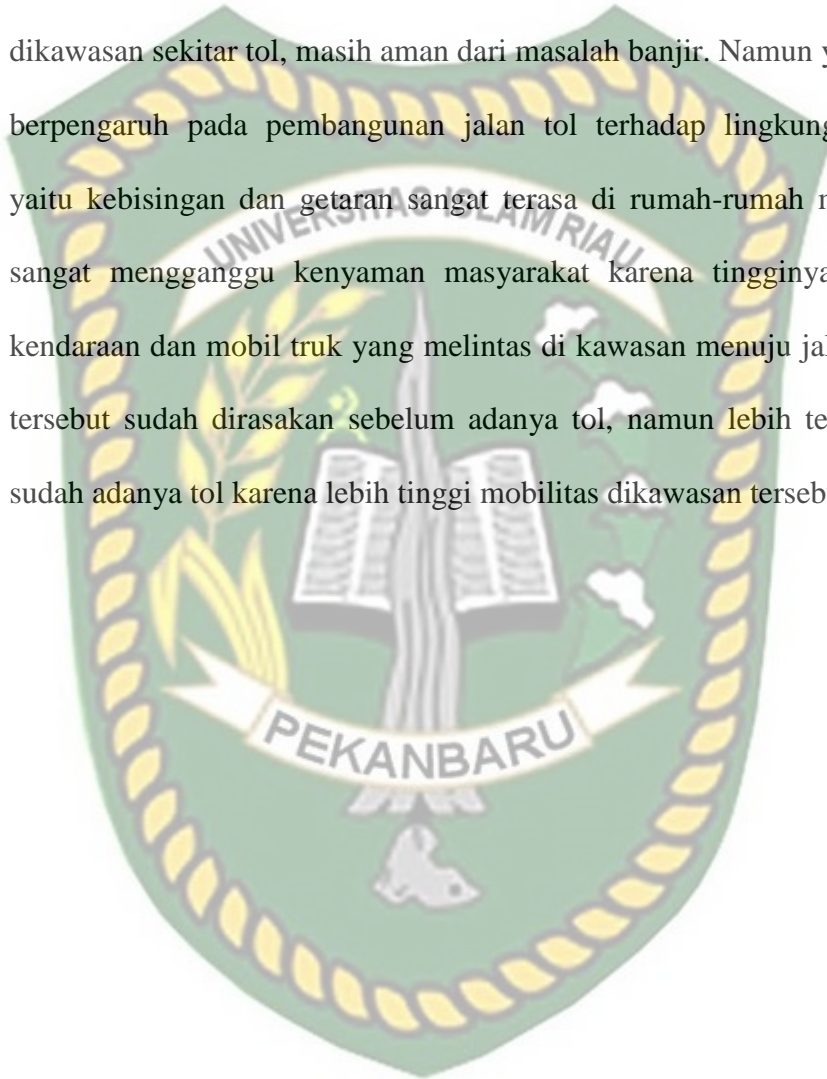 dikawasan sekitar tol, masih aman dari masalah banjir. Namun
berpengaruh pada pembangunan jalan tol terhadap
yaitu kebisingan dan getaran sangat terasa di rumah-rumah
sangat mengganggu kenyaman masyarakat karena tingginya
kendaraan dan mobil truk yang melintas di kawasan menuju
tersebut sudah dirasakan sebelum adanya tol, namun lebih
sudah adanya tol karena lebih tinggi mobilitas dikawasan
UNIVERSITAS ISLAM RIAU
PEKANBARU